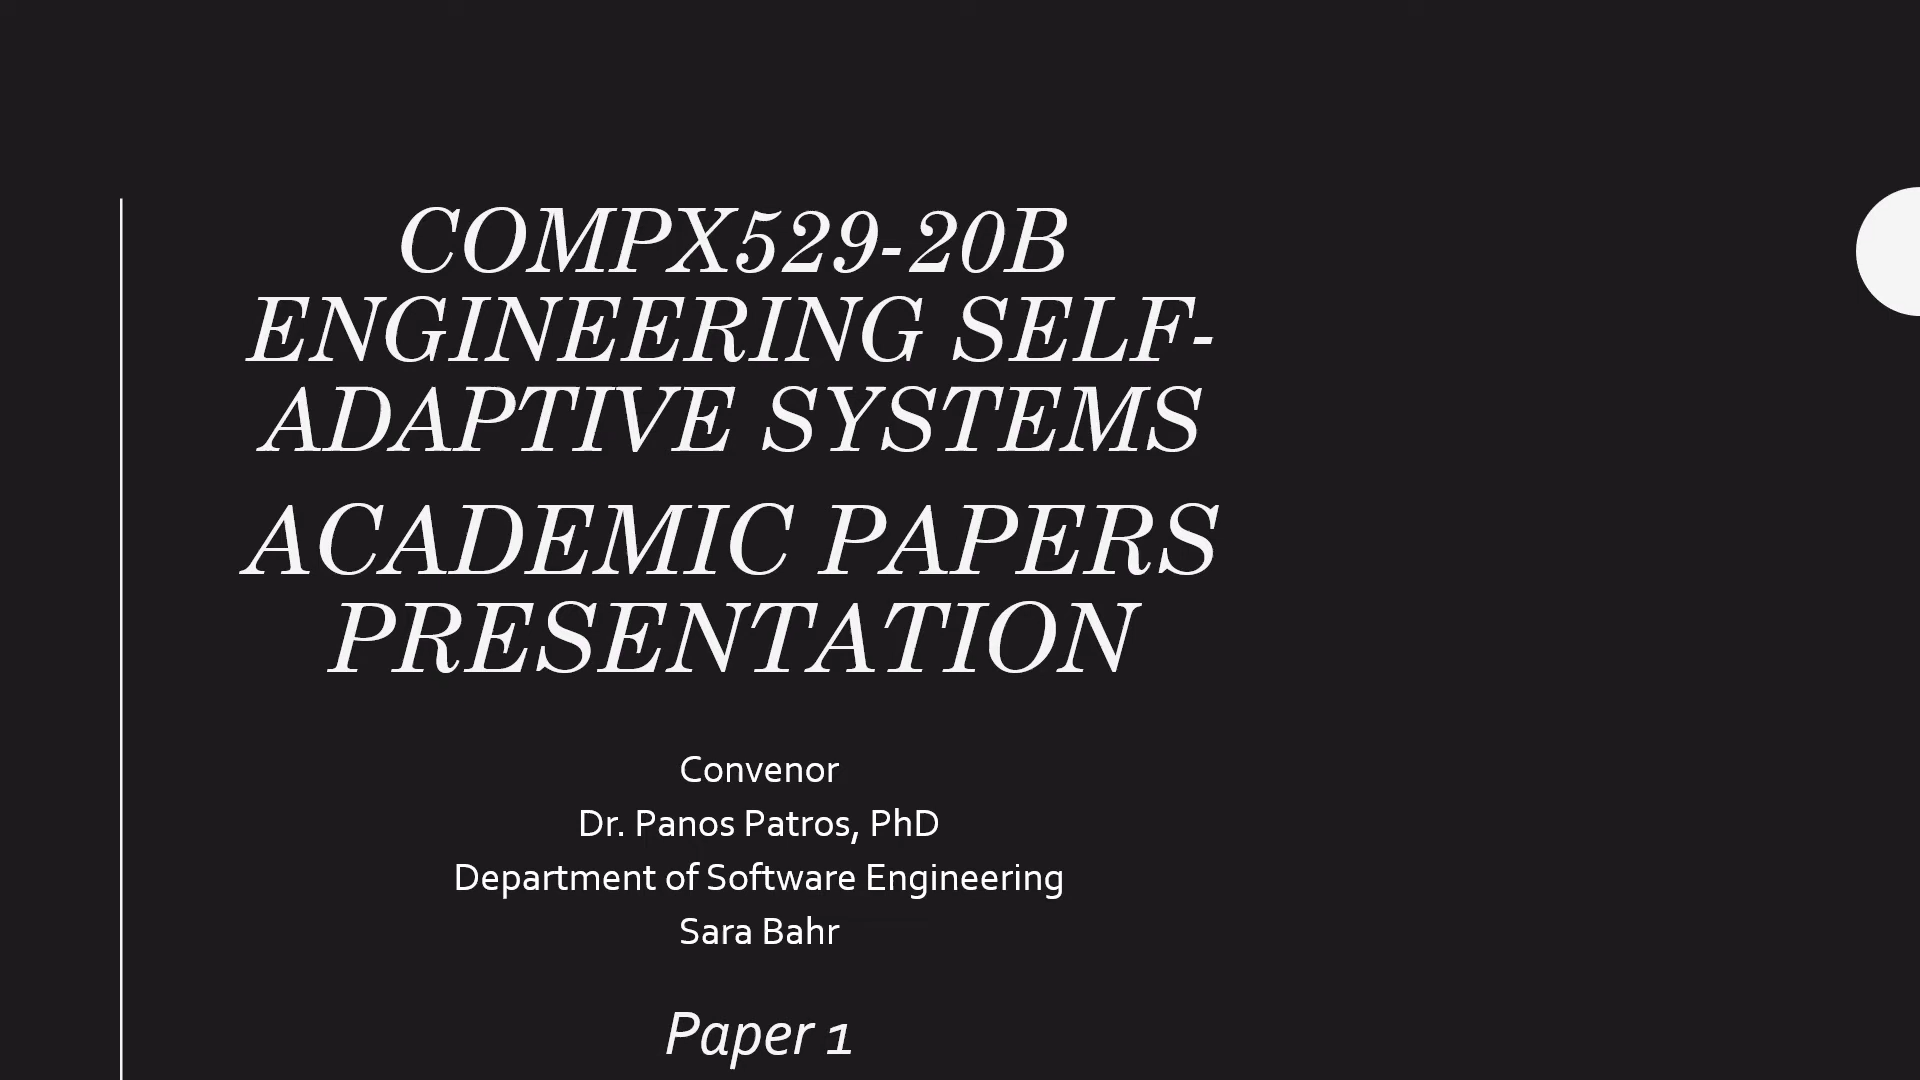 COMPX529-20B
ENGINEERING SELF-
ADAPTIVE SYSTEMS
ACADEMIC PAPERS
PRESENTATION
Convenor
Dr. Panos Patros, PhD
Department of Software Engineering
Sara Bahr
Paper 1